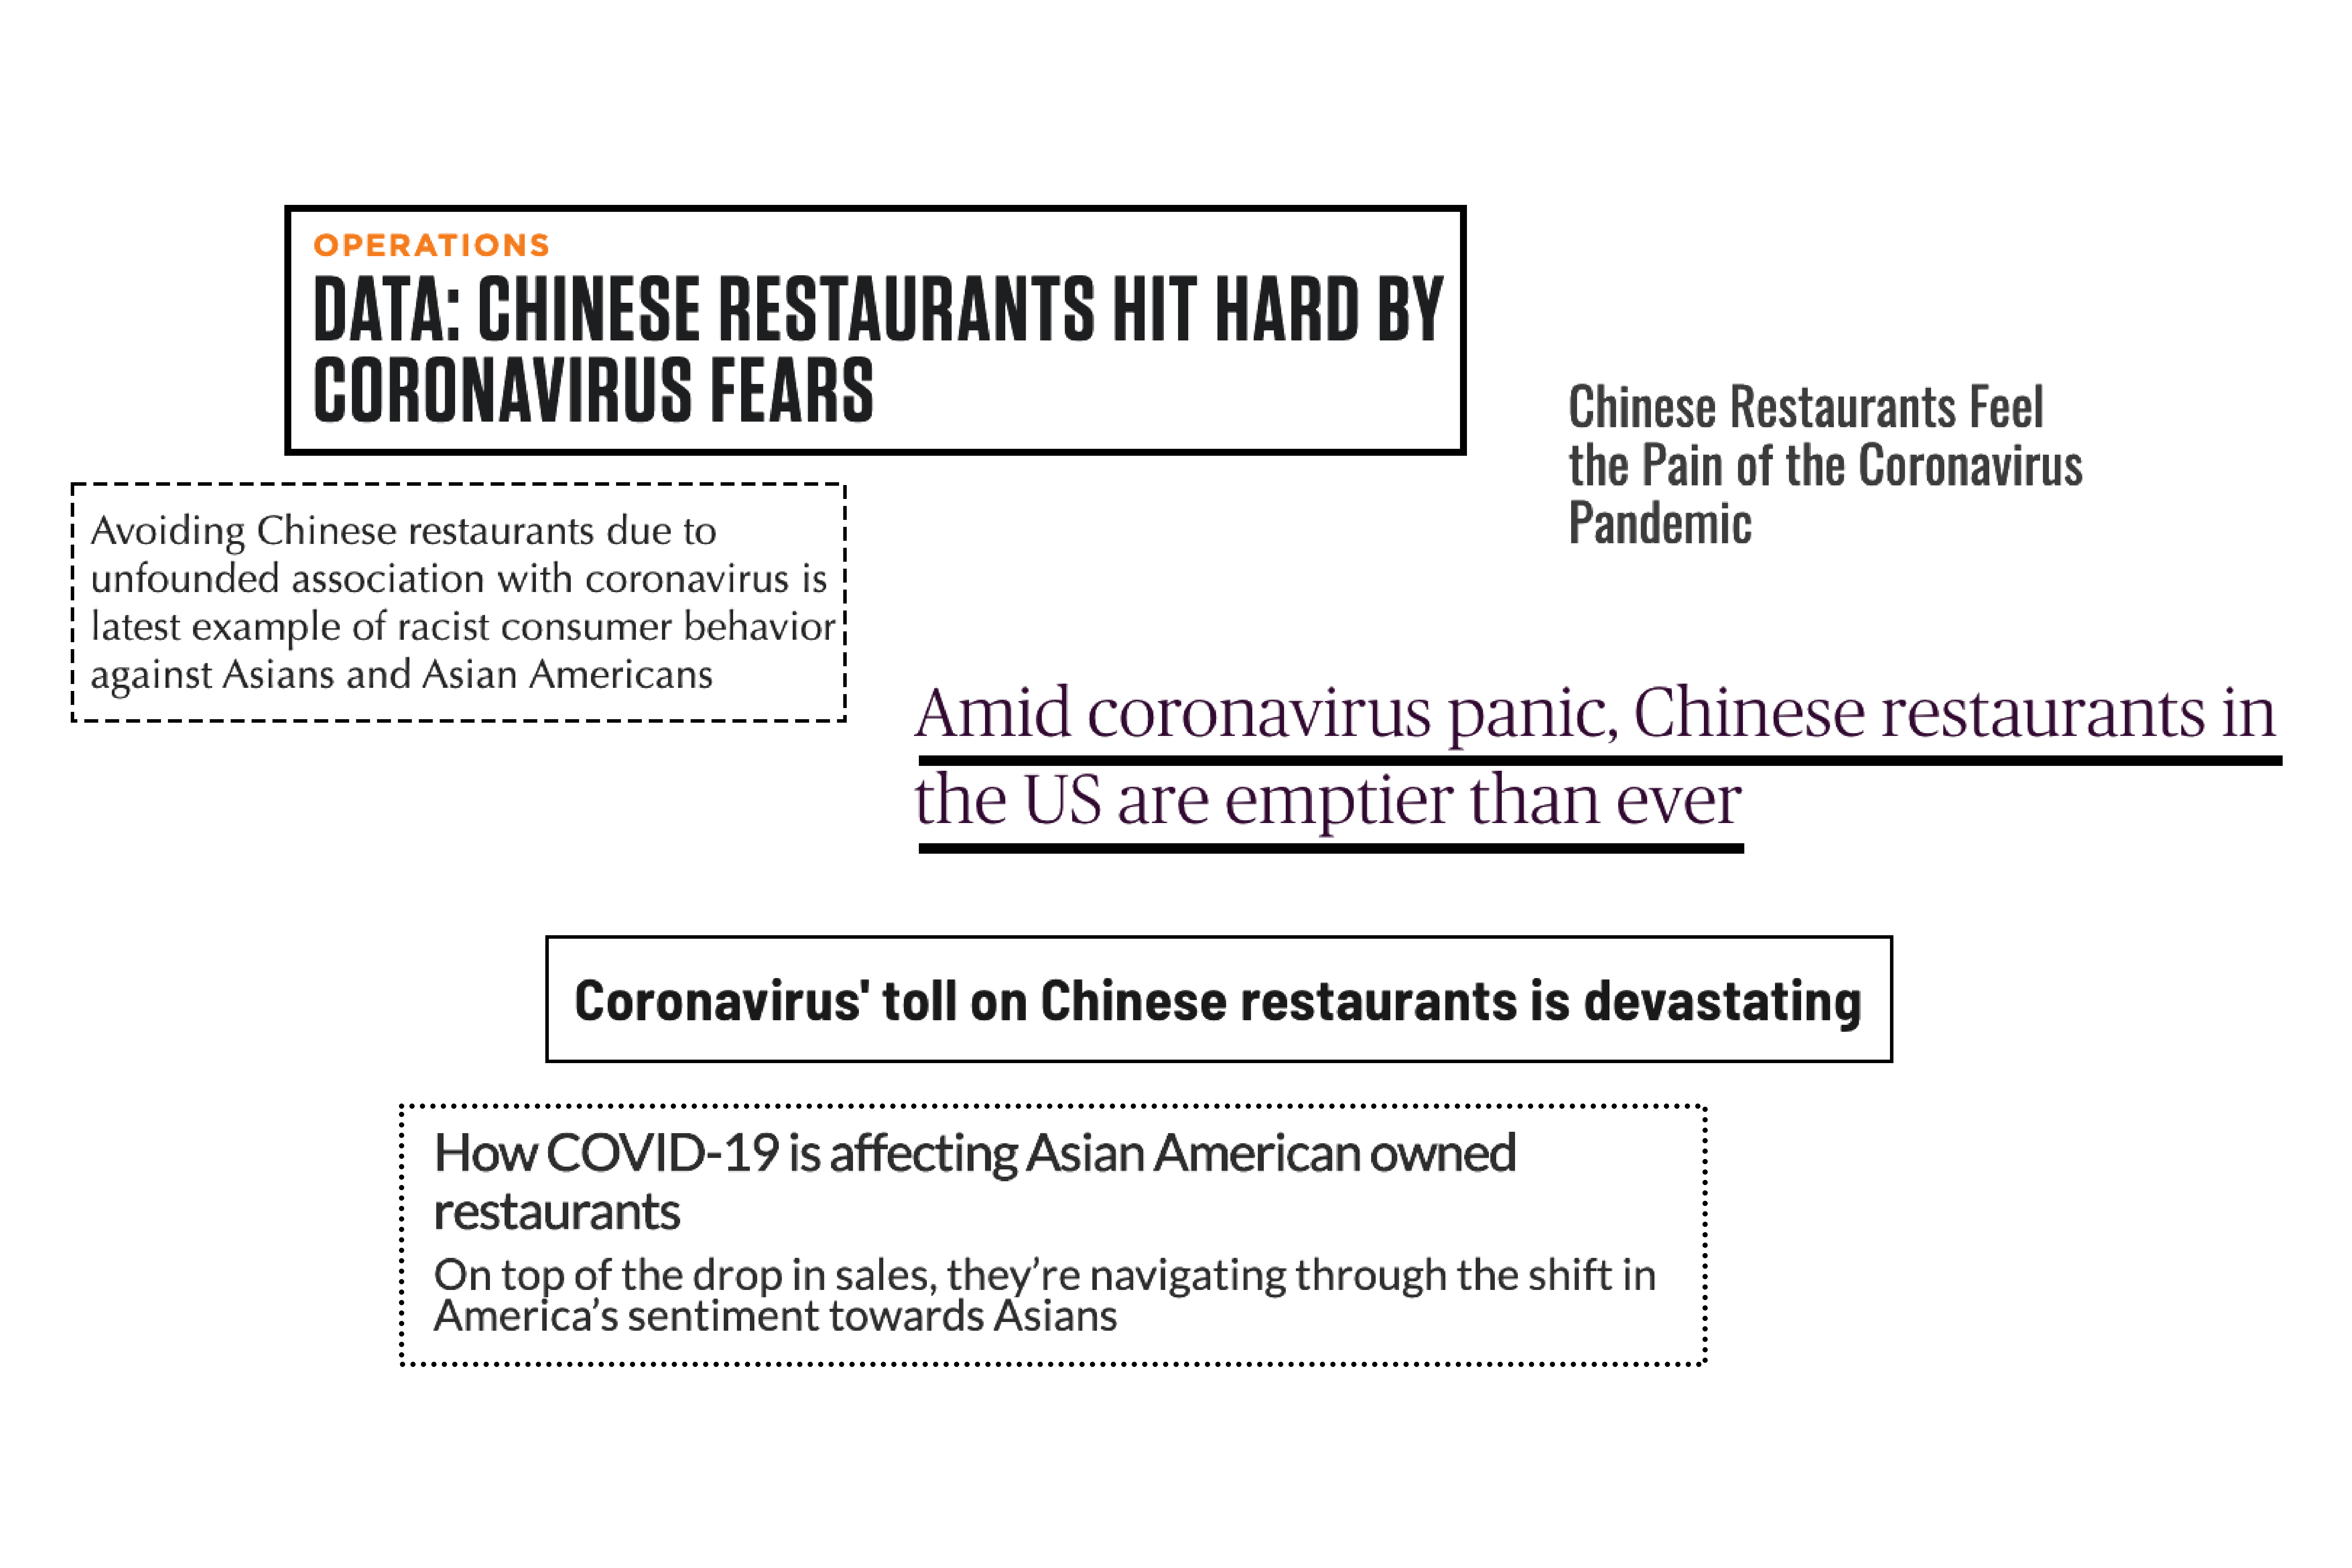 OPERATIONS
DATA: CHINESE RESTAURANTS HIT HARD BY
CORONAVIRUS FEARS
Chinese Restaurants Feel
the Pain of the Coronavirus
Pandemic
Avoiding Chinese restaurants due to
unfounded association with coronavirus is
latest example of racist consumer behavior
against Asians and Asian Americans
Amid coronavirus panic, Chinese restaurants in
the US are emptier than ever
Coronavirus' toll on Chinese restaurants is devastating
How COVID-19 is affecting Asian American owned
restaurants
On top of the drop in sales, they’re navigating through the shift in
America’s sentiment towards Asians